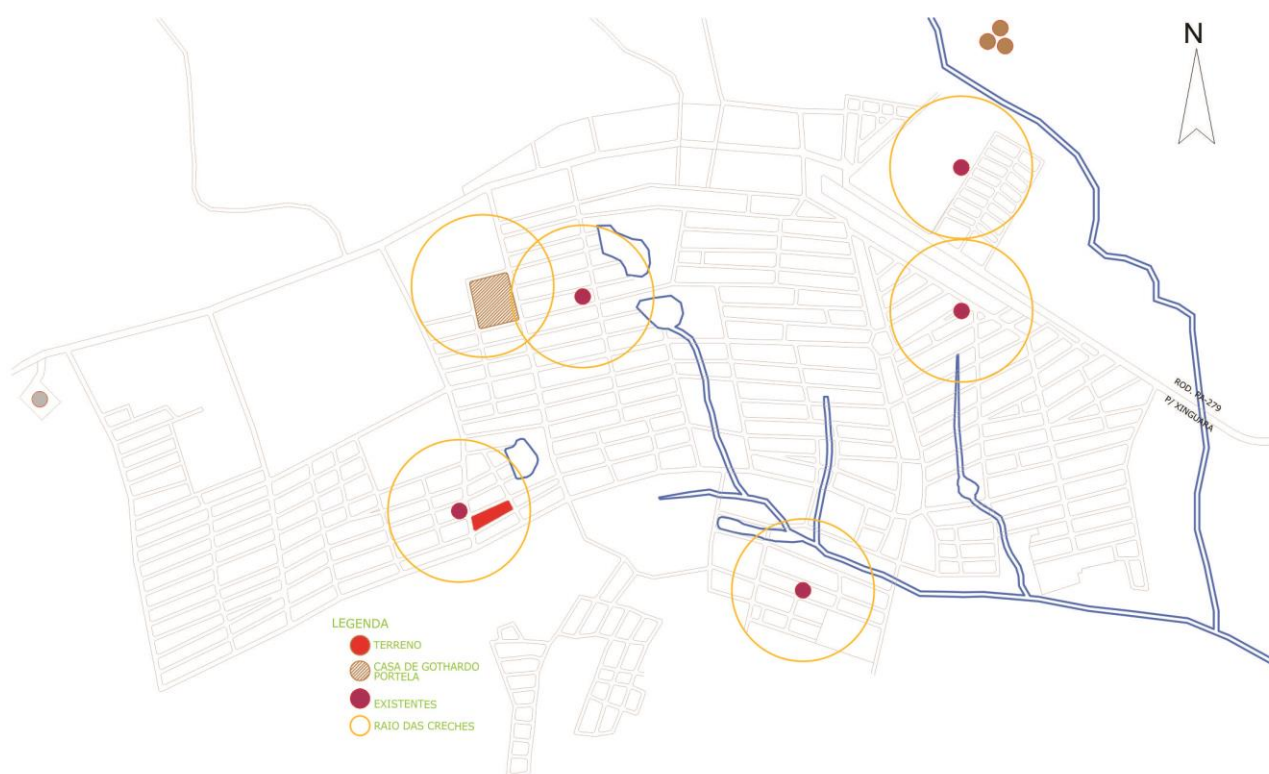 N
ROD. PA-279
P/ XINGUARA
LEGENDA
TERRENO
CASA DE GOTHARDO
PORTELA
EXISTENTES
RAIO DAS CRECHES